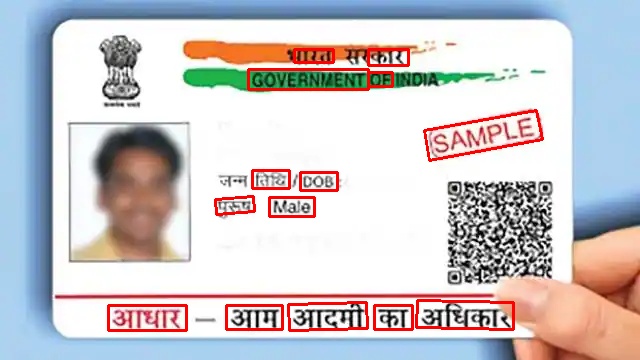 भारत सरकार
GOVERNMENT OF INDIA
SAMPLE
जन्म तिथि / DOB
पुरुष Male
आधार — आम आदमी का अधिकार